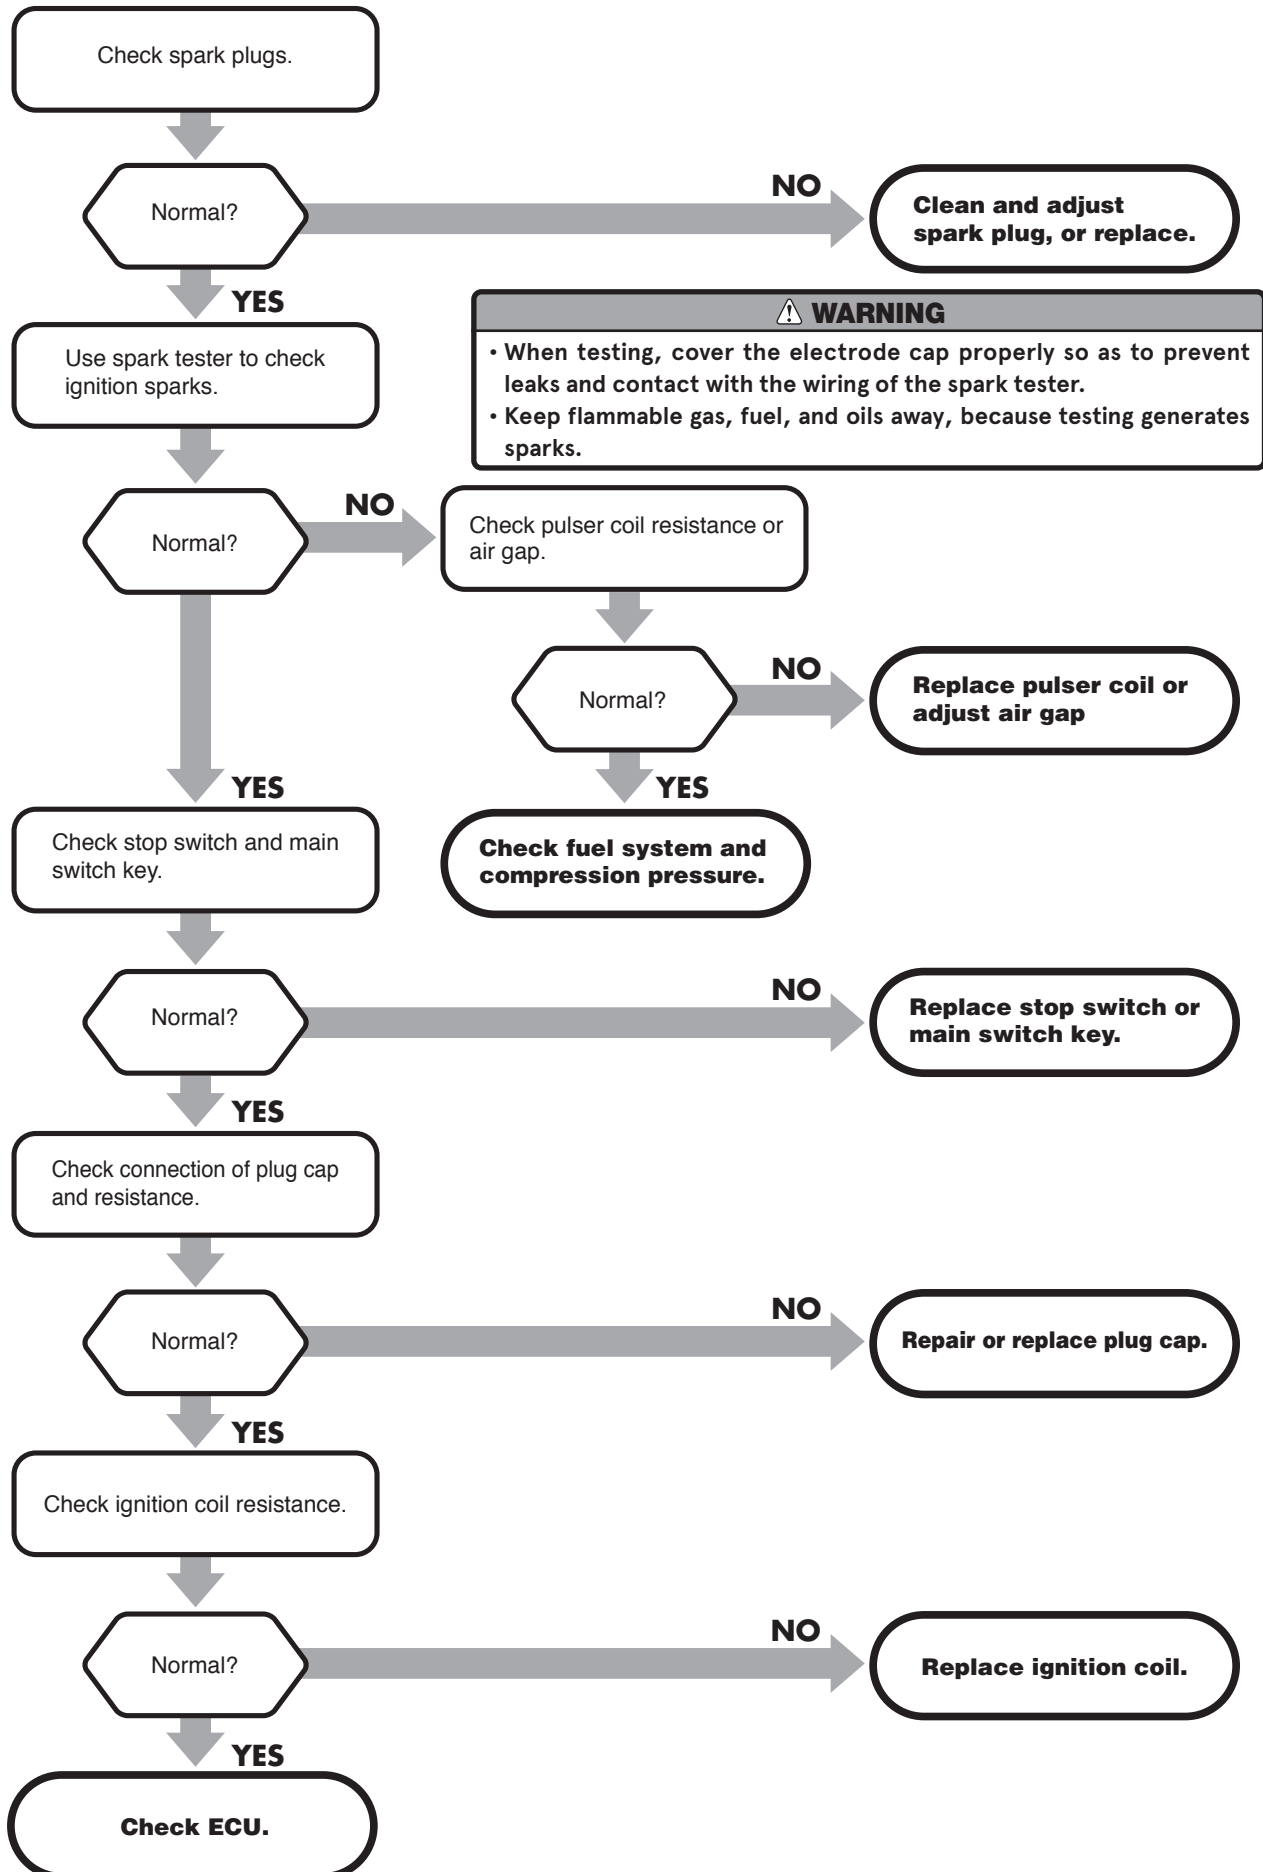 Check spark plugs.
Normal?
NO
Clean and adjust
spark plug, or replace.
YES
Use spark tester to check
ignition sparks.
WARNING
• When testing, cover the electrode cap properly so as to prevent
leaks and contact with the wiring of the spark tester.
• Keep flammable gas, fuel, and oils away, because testing generates
sparks.
Normal?
NO
Check pulser coil resistance or
air gap.
Normal?
NO
Replace pulser coil or
adjust air gap
YES
Check fuel system and
compression pressure.
YES
Check stop switch and main
switch key.
Normal?
NO
Replace stop switch or
main switch key.
YES
Check connection of plug cap
and resistance.
Normal?
NO
Repair or replace plug cap.
YES
Check ignition coil resistance.
Normal?
NO
Replace ignition coil.
YES
Check ECU.